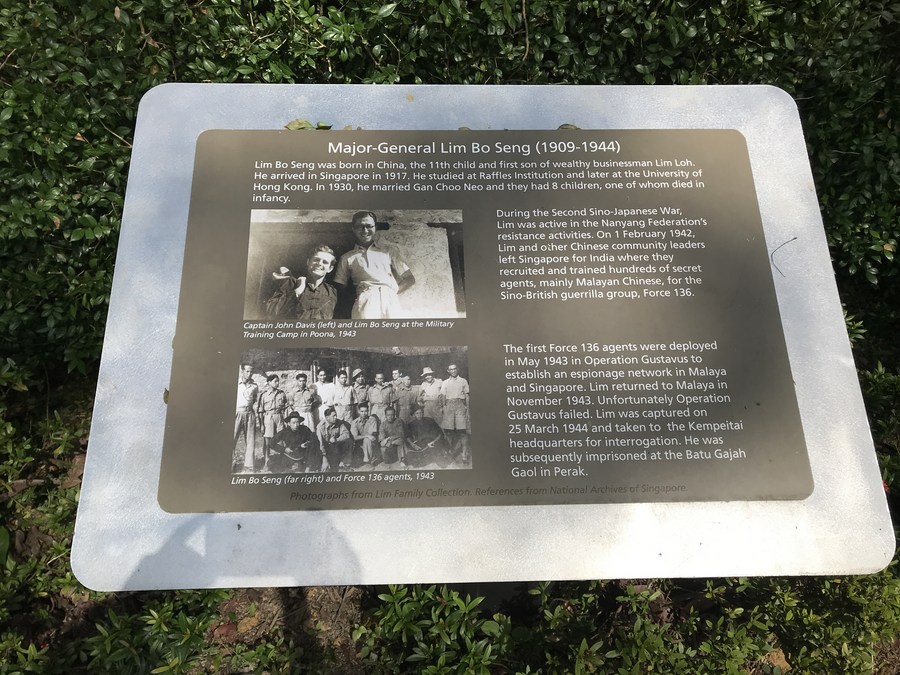 Major-General Lim Bo Seng (1909-1944)
Lim Bo Seng was born in China, the 11th child and first son of wealthy businessman Lim Loh.
He arrived in Singapore in 1917. He studied at Raffles Institution and later at the University of
Hong Kong. In 1930, he married Gan Choo Neo and they had 8 children, one of whom died in
infancy.
Captain John Davis (left) and Lim Bo Seng at the Military
Training Camp in Poona, 1943
Lim Bo Seng (far right) and Force 136 agents, 1943
During the Second Sino-Japanese War,
Lim was active in the Nanyang Federation's
resistance activities. On 1 February 1942,
Lim and other Chinese community leaders
left Singapore for India where they
recruited and trained hundreds of secret
agents, mainly Malayan Chinese, for the
Sino-British guerrilla group, Force 136.
The first Force 136 agents were deployed
in May 1943 in Operation Gustavus to
establish an espionage network in Malaya
and Singapore. Lim returned to Malaya in
November 1943. Unfortunately Operation
Gustavus failed. Lim was captured on
25 March 1944 and taken to the Kempeitai
headquarters for interrogation. He was
subsequently imprisoned at the Batu Gajah
Gaol in Perak.
Photographs from Lim Family Collection. References from National Archives of Singapore.